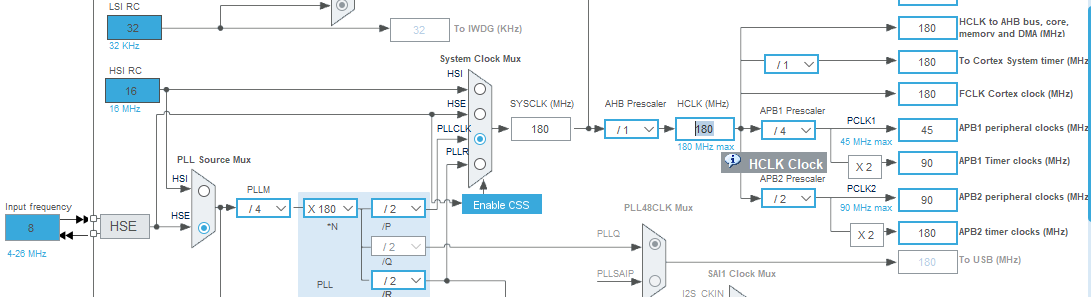 LSI RC
32
32 KHz
32
To IWDG (KHz)
HSI RC
16
16 MHz
System Clock Mux
HSI
HSE
PLLCLK
PLLR
SYSCLK (MHz)
180
AHB Prescaler
/ 1
HCLK (MHz)
180
180 MHz max
HCLK Clock
180
HCLK to AHB bus, core,
memory and DMA (MHz)
/ 1
180
To Cortex System timer (MHz
180
FCLK Cortex clock (MHz)
APB1 Prescaler
/ 4
PCLK1
45 MHz max
45
APB1 peripheral clocks (MHz)
X 2
90
APB1 Timer clocks (MHz)
APB2 Prescaler
/ 2
PCLK2
90 MHz max
90
APB2 peripheral clocks (MHz)
X 2
180
APB2 timer clocks (MHz)
180
To USB (MHz)
PLL Source Mux
HSI
HSE
Input frequency
8
4-26 MHz
HSE
PLLM
/ 4
X 180
*N
/ 2
/P
/ 2
/Q
/ 2
/R
PLL
Enable CSS
PLL48CLK Mux
PLLQ
PLLSAIP
SAI1 Clock Mux
I2S_CKIN